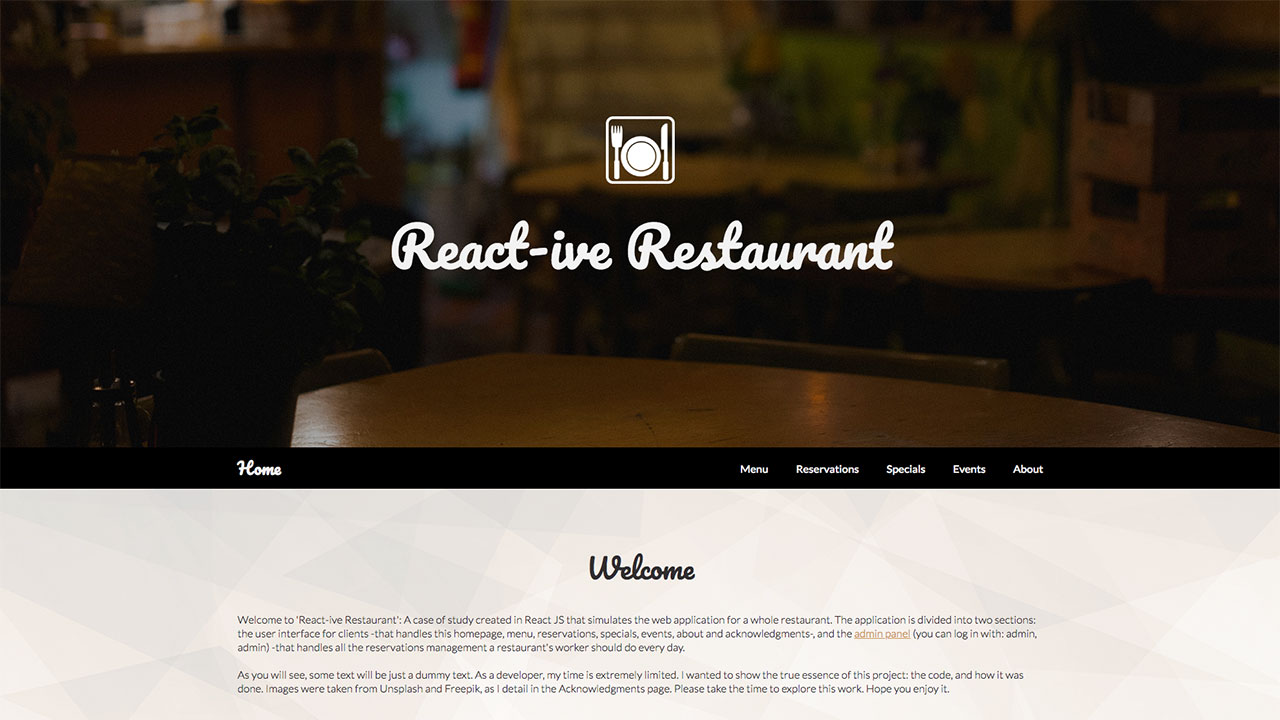 React-ive Restaurant
Home Menu Reservations Specials Events About
Welcome
Welcome to 'React-ive Restaurant': A case of study created in React JS that simulates the web application for a whole restaurant. The application is divided into two sections:
the user interface for clients -that handles this homepage, menu, reservations, specials, events, about and acknowledgments-, and the admin panel (you can log in with: admin,
admin) -that handles all the reservations management a restaurant's worker should do every day.
As you will see, some text will be just a dummy text. As a developer, my time is extremely limited. I wanted to show the true essence of this project: the code, and how it was
done. Images were taken from Unsplash and Freepik, as I detail in the Acknowledgments page. Please take the time to explore this work. Hope you enjoy it.